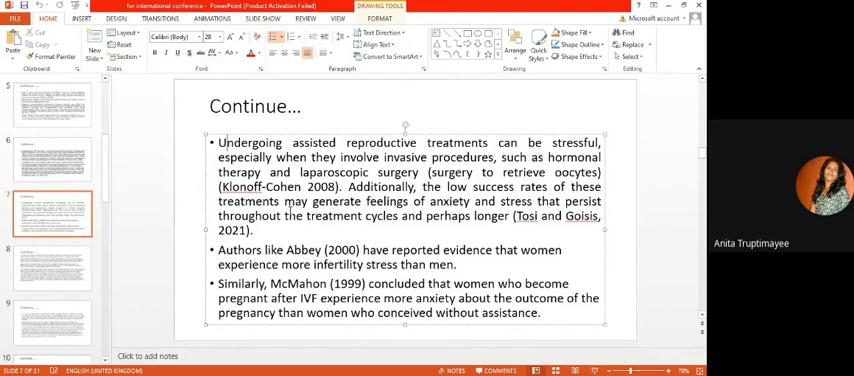 for international conference - PowerPoint (Product Activation Failed)
DRAWING TOOLS
FILE HOME INSERT DESIGN TRANSITIONS ANIMATIONS SLIDE SHOW REVIEW VIEW FORMAT
Microsoft account
Paste
Cut
Copy
Format Painter
Clipboard
New Slide
Layout
Reset
Section
Slides
Calibri (Body) 28
Font
Text Direction
Align Text
Convert to SmartArt
Paragraph
Arrange
Quick Styles
Shape Fill
Shape Outline
Shape Effects
Drawing
Find
Replace
Select
Editing
5
6
7
8
9
10
Continue...
• Undergoing assisted reproductive treatments can be stressful,
especially when they involve invasive procedures, such as hormonal
therapy and laparoscopic surgery (surgery to retrieve oocytes)
(Klonoff-Cohen 2008). Additionally, the low success rates of these
treatments may generate feelings of anxiety and stress that persist
throughout the treatment cycles and perhaps longer (Tosi and Goisis,
2021).
• Authors like Abbey (2000) have reported evidence that women
experience more infertility stress than men.
• Similarly, McMahon (1999) concluded that women who become
pregnant after IVF experience more anxiety about the outcome of the
pregnancy than women who conceived without assistance.
Click to add notes
SLIDE 7 OF 21 ENGLISH (UNITED KINGDOM) NOTES COMMENTS 70%
Anita Truptimayee